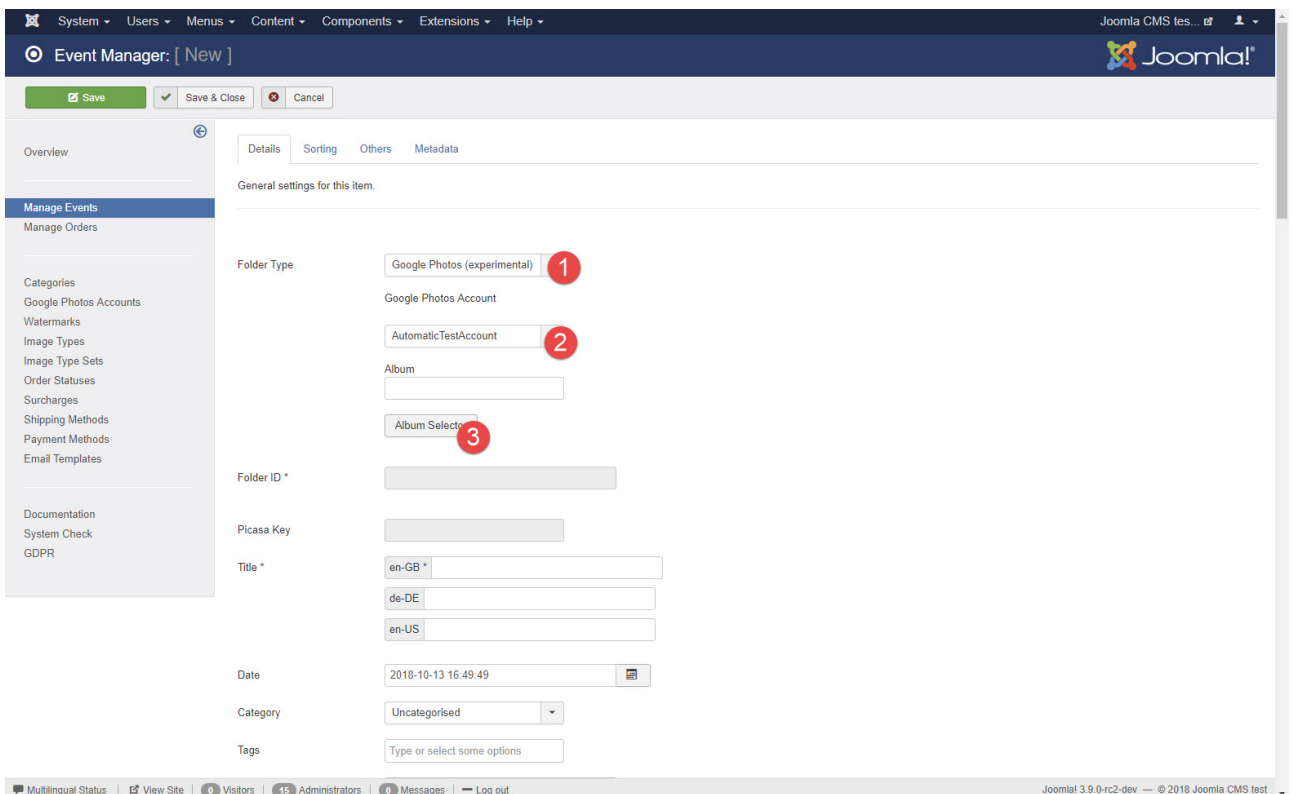 System Users Menus Content Components Extensions Help Joomla CMS tes...
Event Manager: [ New ] Joomla!®
Save Save & Close Cancel
Overview
Manage Events
Manage Orders
Categories
Google Photos Accounts
Watermarks
Image Types
Image Type Sets
Order Statuses
Surcharges
Shipping Methods
Payment Methods
Email Templates
Documentation
System Check
GDPR
Details Sorting Others Metadata
General settings for this item.
Folder Type Google Photos (experimental) 1
Google Photos Account
AutomaticTestAccount 2
Album
Album Selector 3
Folder ID *
Picasa Key
Title * en-GB *
de-DE
en-US
Date 2018-10-13 16:49:49
Category Uncategorised
Tags Type or select some options
Multilingual Status | View Site | 0 Visitors | 15 Administrators | 0 Messages | Log out Joomla! 3.9.0-rc2-dev — © 2018 Joomla CMS test